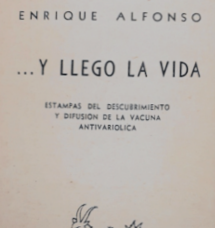 ENRIQUE ALFONSO
...Y LLEGO LA VIDA
ESTAMPAS DEL DESCUBRIMIENTO
Y DIFUSION DE LA VACUNA
ANTIVARIOLICA